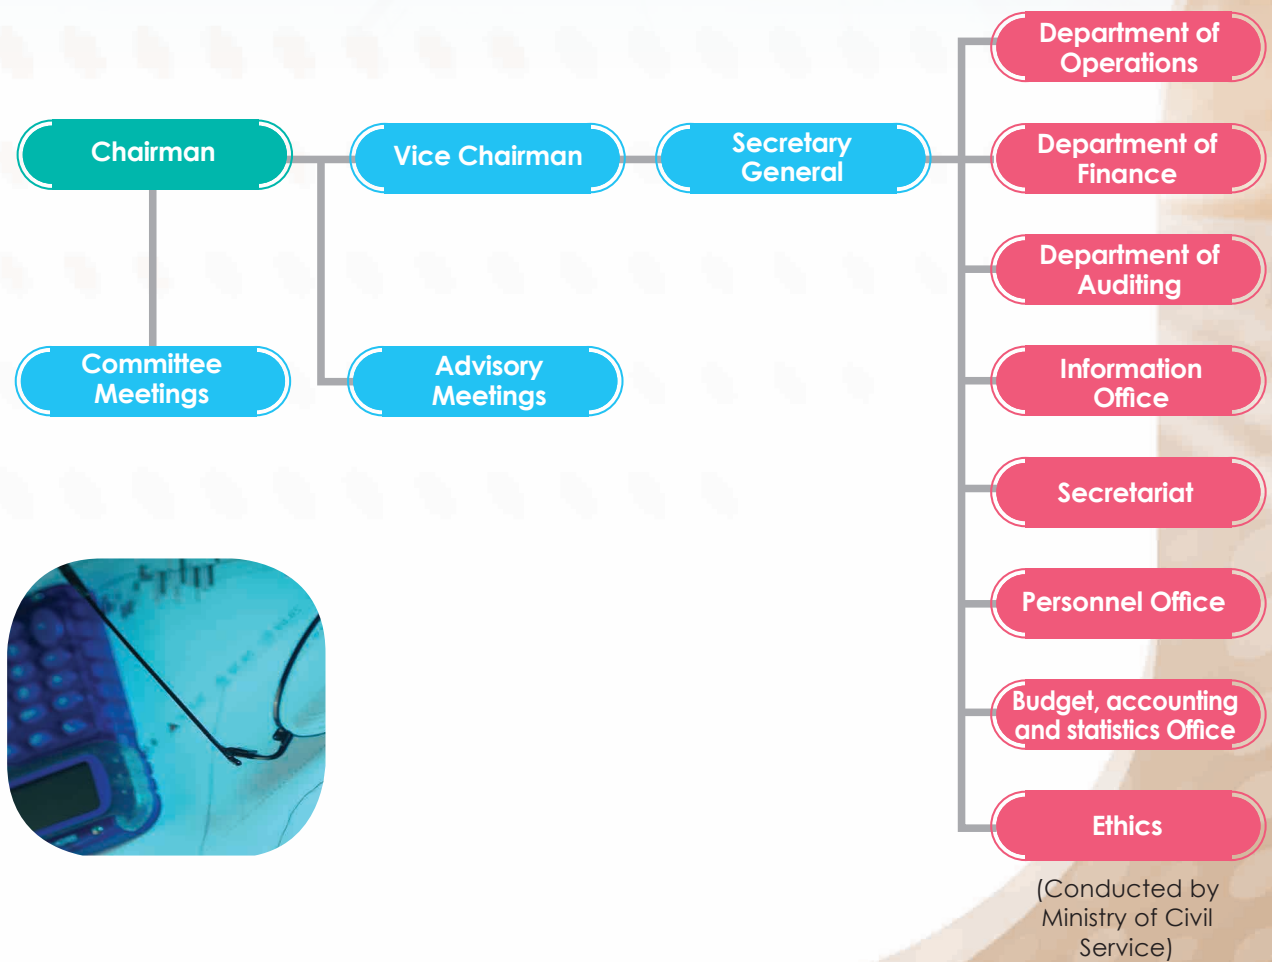 Chairman
Vice Chairman
Secretary
General
Committee
Meetings
Advisory
Meetings
Department of
Operations
Department of
Finance
Department of
Auditing
Information
Office
Secretariat
Personnel Office
Budget, accounting
and statistics Office
Ethics
(Conducted by
Ministry of Civil
Service)